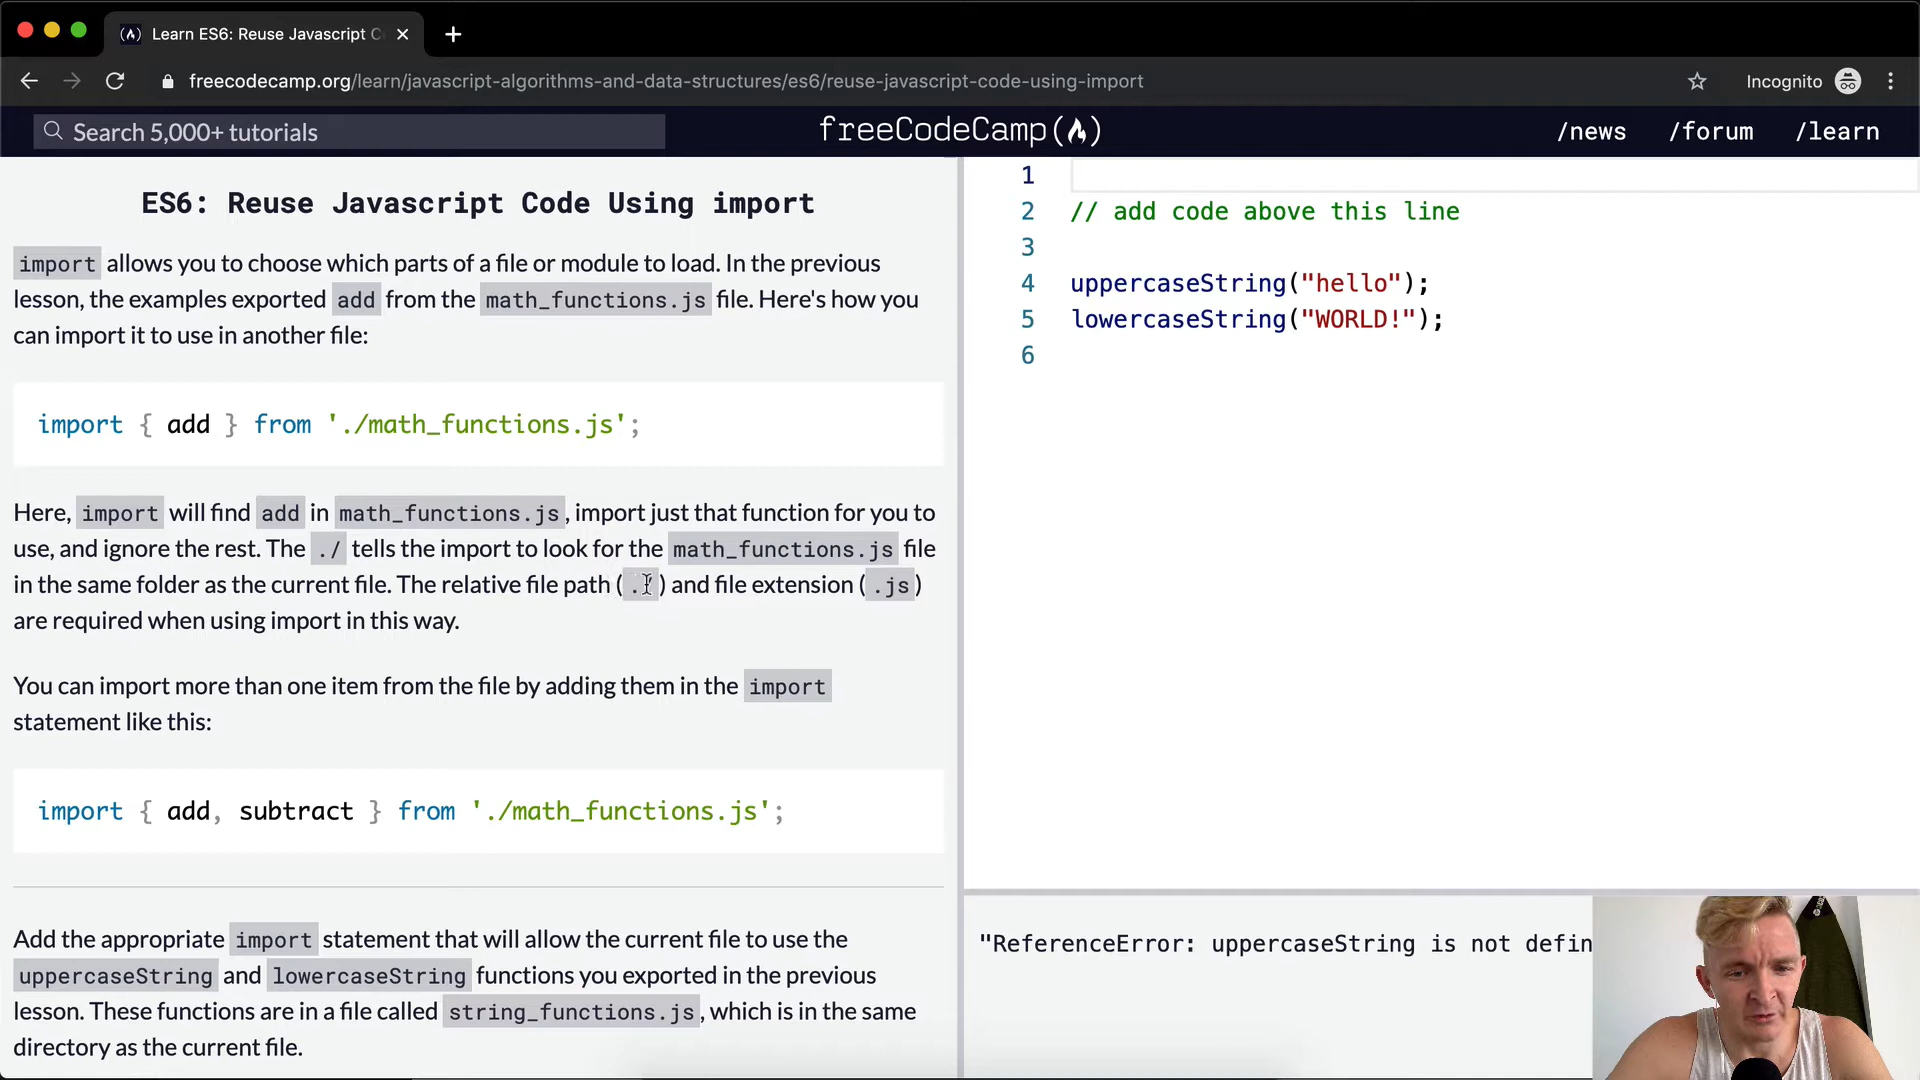 Learn ES6: Reuse Javascript C
freecodecamp.org/learn/javascript-algorithms-and-data-structures/es6/reuse-javascript-code-using-import
Incognito
Search 5,000+ tutorials
freeCodeCamp(🔥)
/news /forum /learn
ES6: Reuse Javascript Code Using import
import allows you to choose which parts of a file or module to load. In the previous
lesson, the examples exported add from the math_functions.js file. Here's how you
can import it to use in another file:
import { add } from './math_functions.js';
Here, import will find add in math_functions.js, import just that function for you to
use, and ignore the rest. The ./ tells the import to look for the math_functions.js file
in the same folder as the current file. The relative file path (./) and file extension (.js)
are required when using import in this way.
You can import more than one item from the file by adding them in the import
statement like this:
import { add, subtract } from './math_functions.js';
Add the appropriate import statement that will allow the current file to use the
uppercaseString and lowercaseString functions you exported in the previous
lesson. These functions are in a file called string_functions.js, which is in the same
directory as the current file.
1
2 // add code above this line
3
4 uppercaseString("hello");
5 lowercaseString("WORLD!");
6
"ReferenceError: uppercaseString is not defin